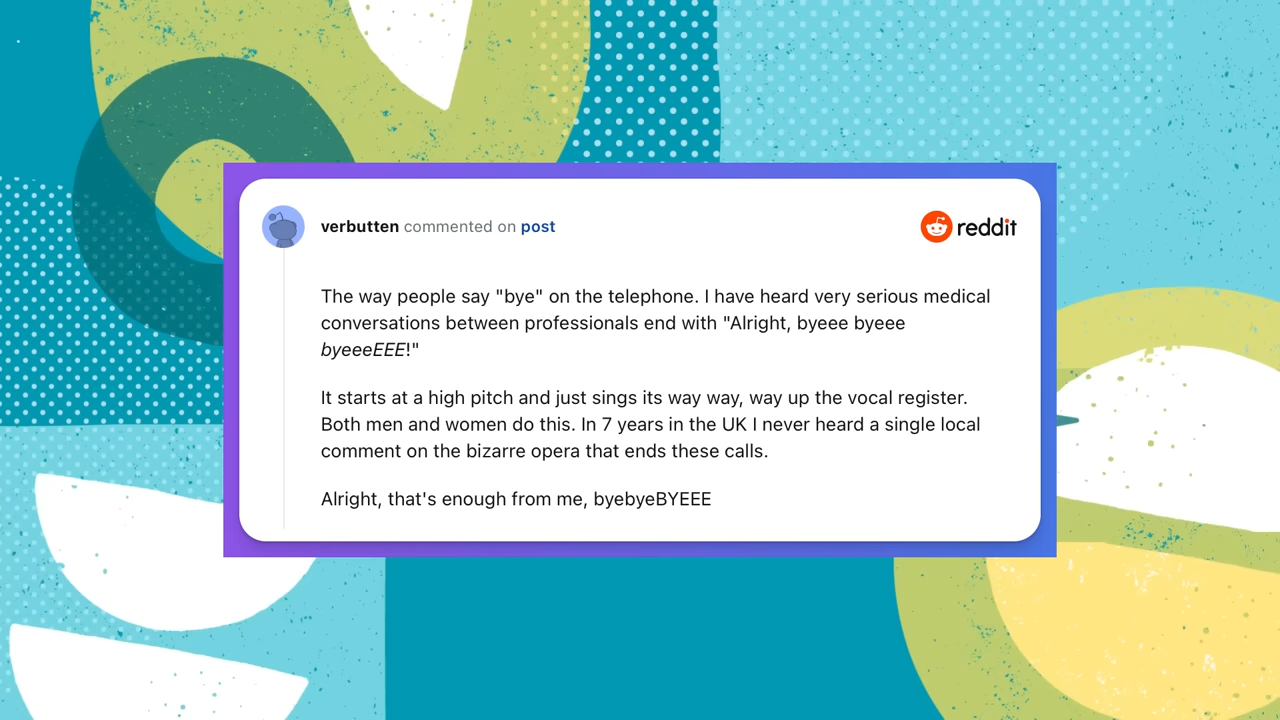 verbutten commented on post
reddit
The way people say "bye" on the telephone. I have heard very serious medical
conversations between professionals end with "Alright, byeee byeee
byeeeEEE!"
It starts at a high pitch and just sings its way way, way up the vocal register.
Both men and women do this. In 7 years in the UK I never heard a single local
comment on the bizarre opera that ends these calls.
Alright, that's enough from me, byebyeBYEEE